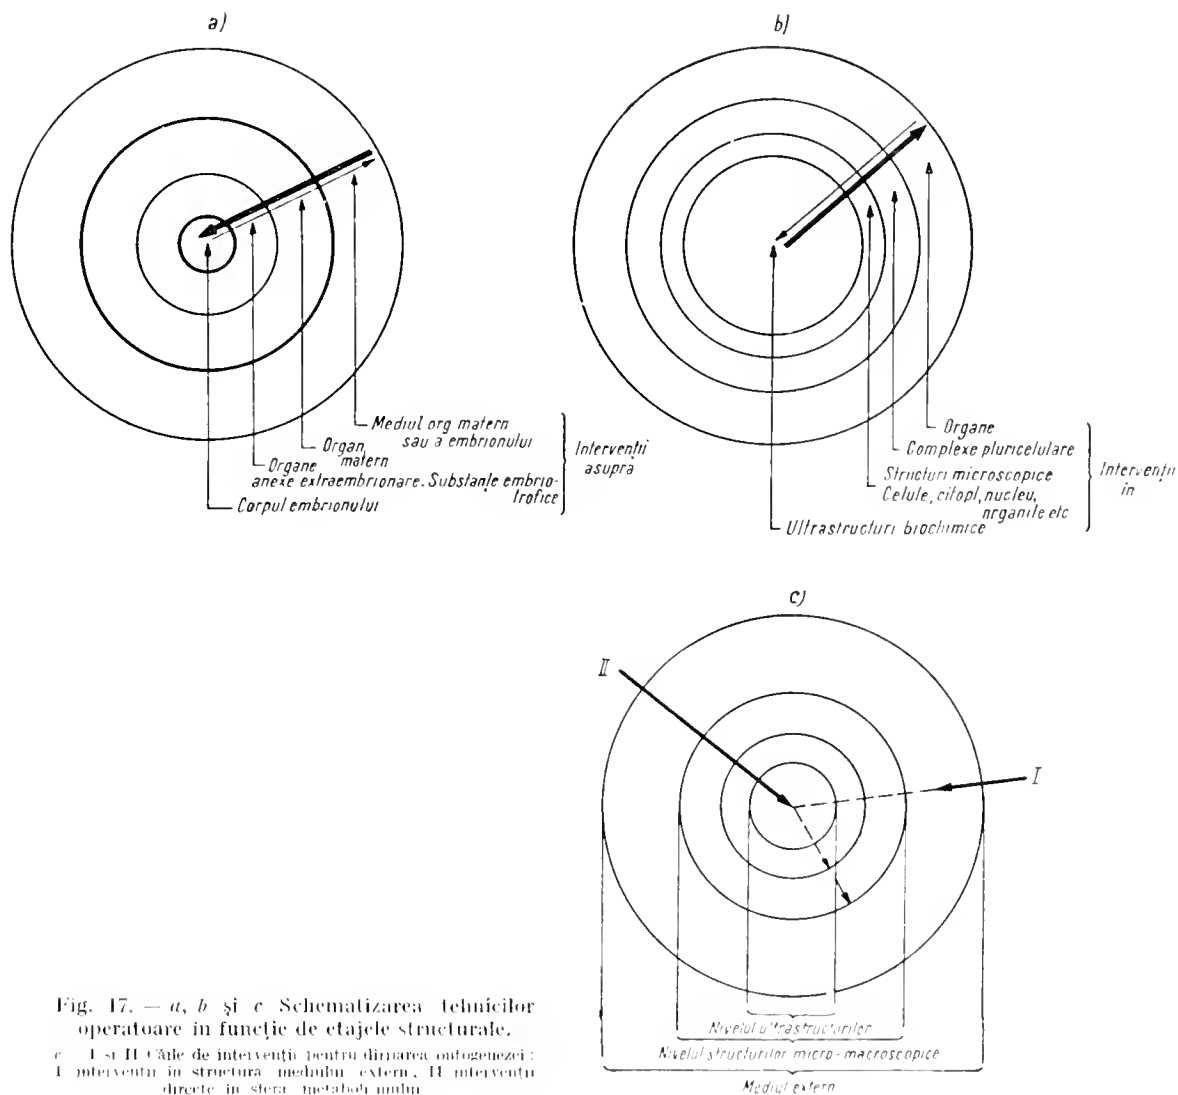 a)
Mediul org matern
sau a embrionului
Organ
matern
Organe
anexe extraembrionare. Substanțe embrio-
trofice
Corpul embrionului
Intervenții
asupra
b)
Organe
Complexe pluricelulare
Structuri microscopice
Celule, citopl, nucleu,
organite etc
Ultrastructuri biochimice
Intervenții
în
c)
II
I
Nivelul ultrastructurilor
Nivelul structurilor micro-macroscopice
Mediul extern
Fig. 17. — a, b și c Schematizarea tehnicilor
operatoare în funcție de etajele structurale.
c I și II Căile de intervenții pentru dirijarea ontogenezei:
I intervenții în structura mediului extern, II intervenții
directe în sfera metabolismului